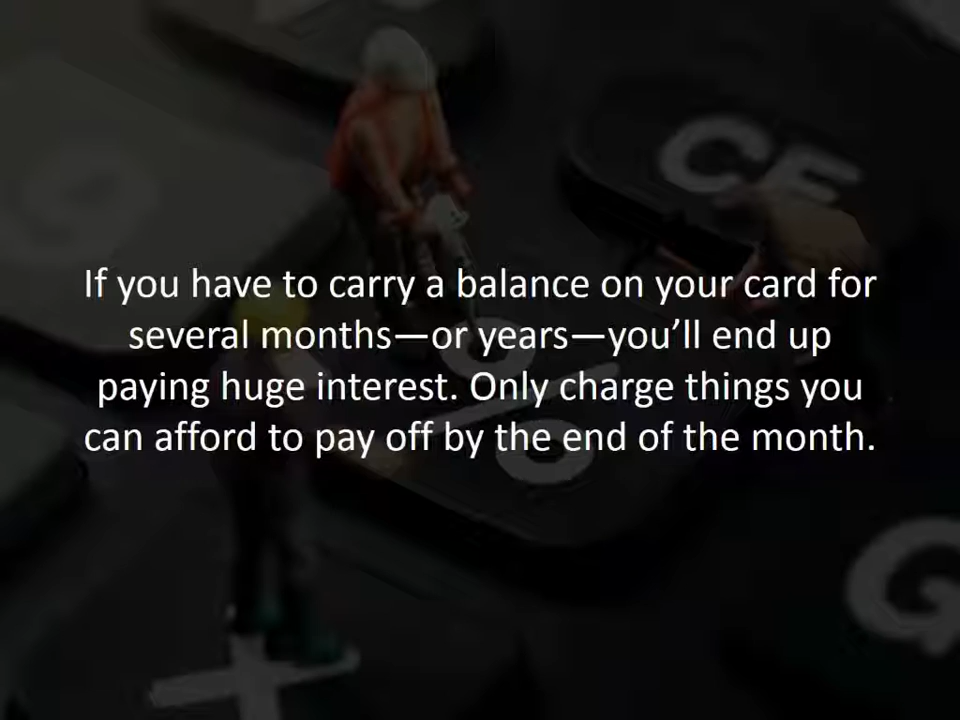 If you have to carry a balance on your card for
several months—or years—you’ll end up
paying huge interest. Only charge things you
can afford to pay off by the end of the month.
CE
%
G
+